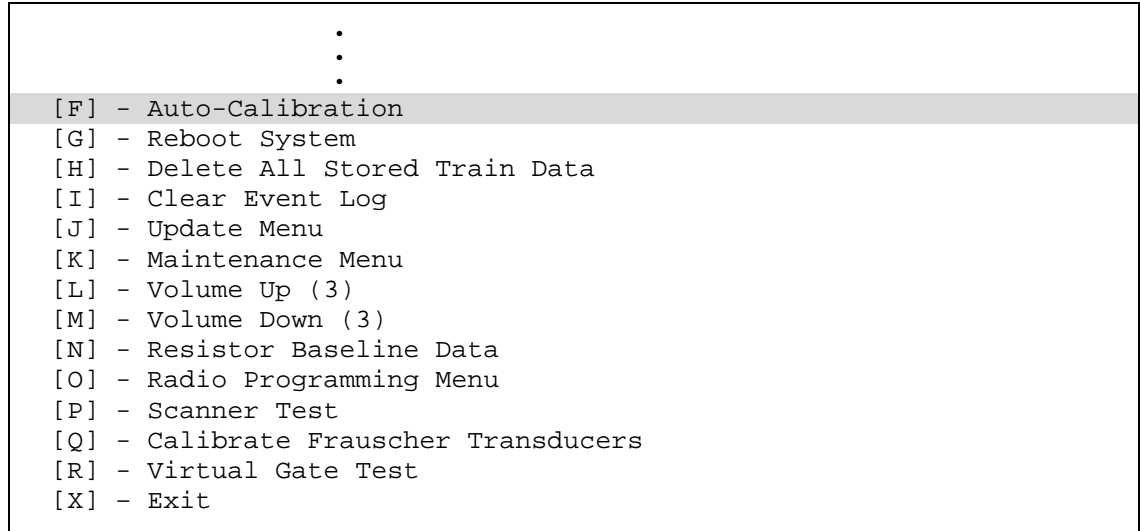 [F] - Auto-Calibration
[G] - Reboot System
[H] - Delete All Stored Train Data
[I] - Clear Event Log
[J] - Update Menu
[K] - Maintenance Menu
[L] - Volume Up (3)
[M] - Volume Down (3)
[N] - Resistor Baseline Data
[O] - Radio Programming Menu
[P] - Scanner Test
[Q] - Calibrate Frauscher Transducers
[R] - Virtual Gate Test
[X] – Exit